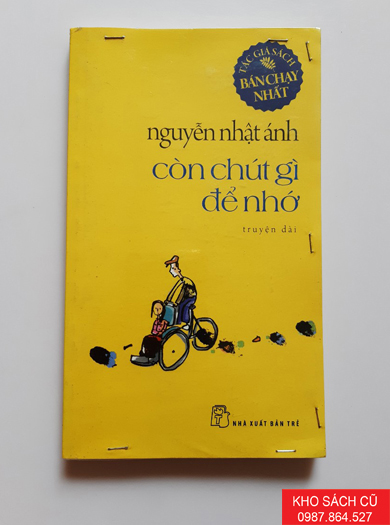 TÁC GIẢ SÁCH
BÁN CHẠY
NHẤT
nguyễn nhật ánh
còn chút gì
để nhớ
truyện dài
NHÀ XUẤT BẢN TRẺ
KHO SÁCH CŨ
0987.864.527